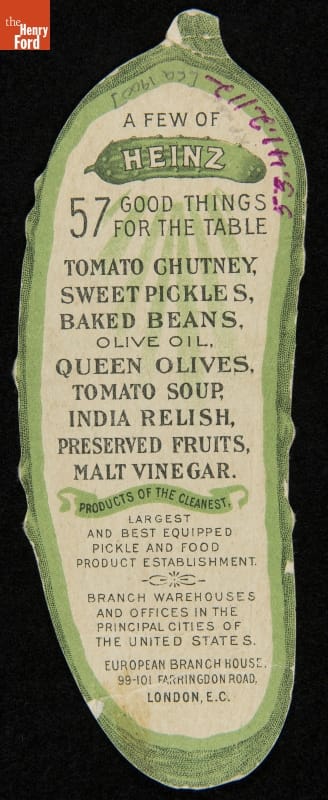 the
Henry
Ford
[ca 1900]
53.41.2112
A FEW OF
HEINZ
57 GOOD THINGS
FOR THE TABLE
TOMATO CHUTNEY,
SWEET PICKLES,
BAKED BEANS,
OLIVE OIL,
QUEEN OLIVES,
TOMATO SOUP,
INDIA RELISH,
PRESERVED FRUITS,
MALT VINEGAR.
PRODUCTS OF THE CLEANEST,
LARGEST
AND BEST EQUIPPED
PICKLE AND FOOD
PRODUCT ESTABLISHMENT.
BRANCH WAREHOUSES
AND OFFICES IN THE
PRINCIPAL CITIES OF
THE UNITED STATES.
EUROPEAN BRANCH HOUSE.
99-101 FARRINGDON ROAD,
LONDON, E.C.